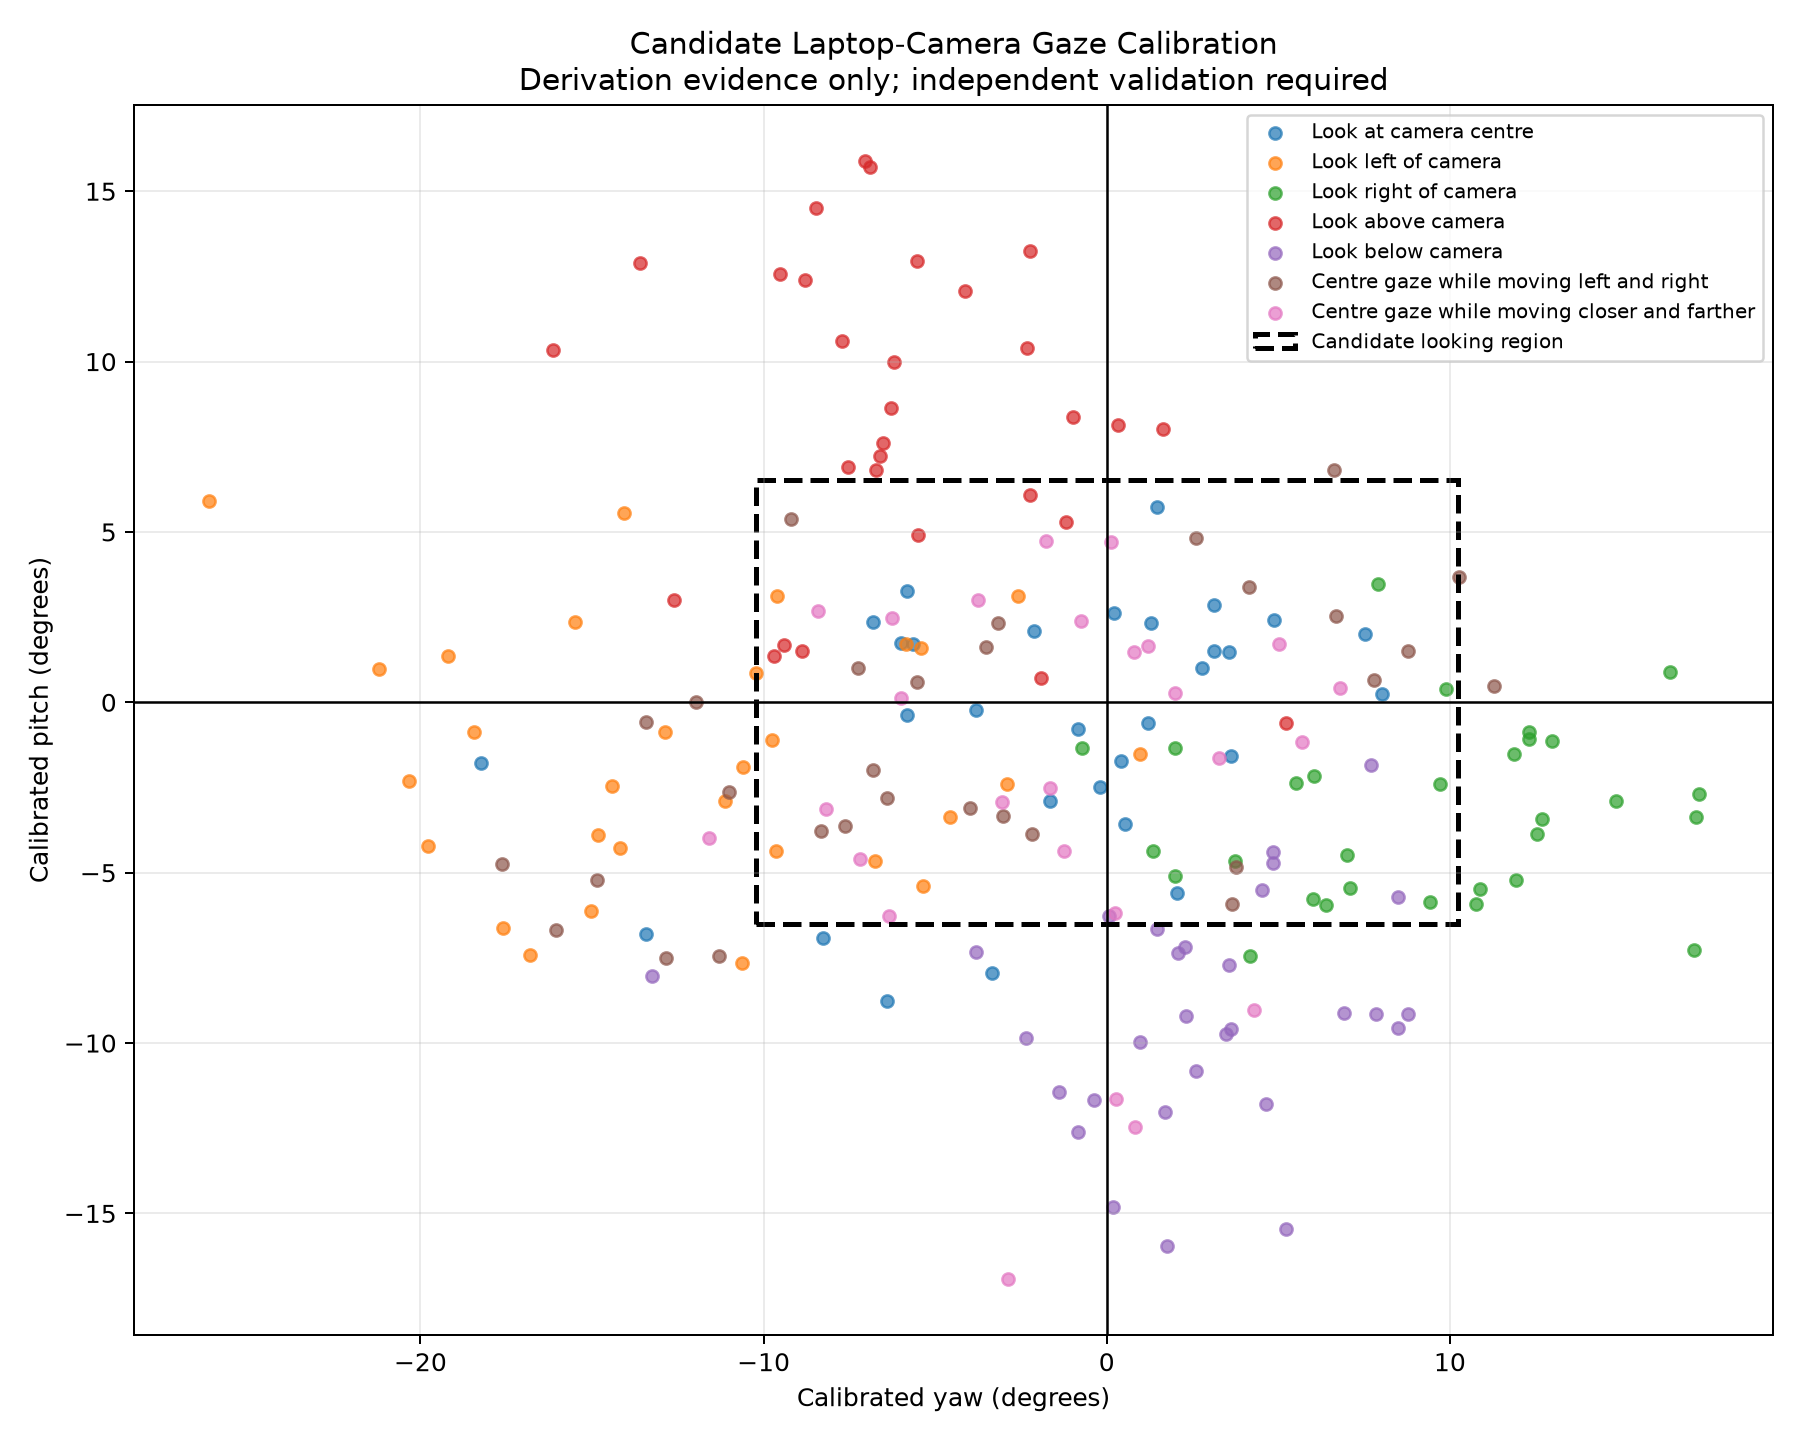 Candidate Laptop-Camera Gaze Calibration
Derivation evidence only; independent validation required
Look at camera centre
Look left of camera
Look right of camera
Look above camera
Look below camera
Centre gaze while moving left and right
Centre gaze while moving closer and farther
Candidate looking region
15
10
5
0
−5
−10
−15
Calibrated pitch (degrees)
−20
−10
0
10
Calibrated yaw (degrees)